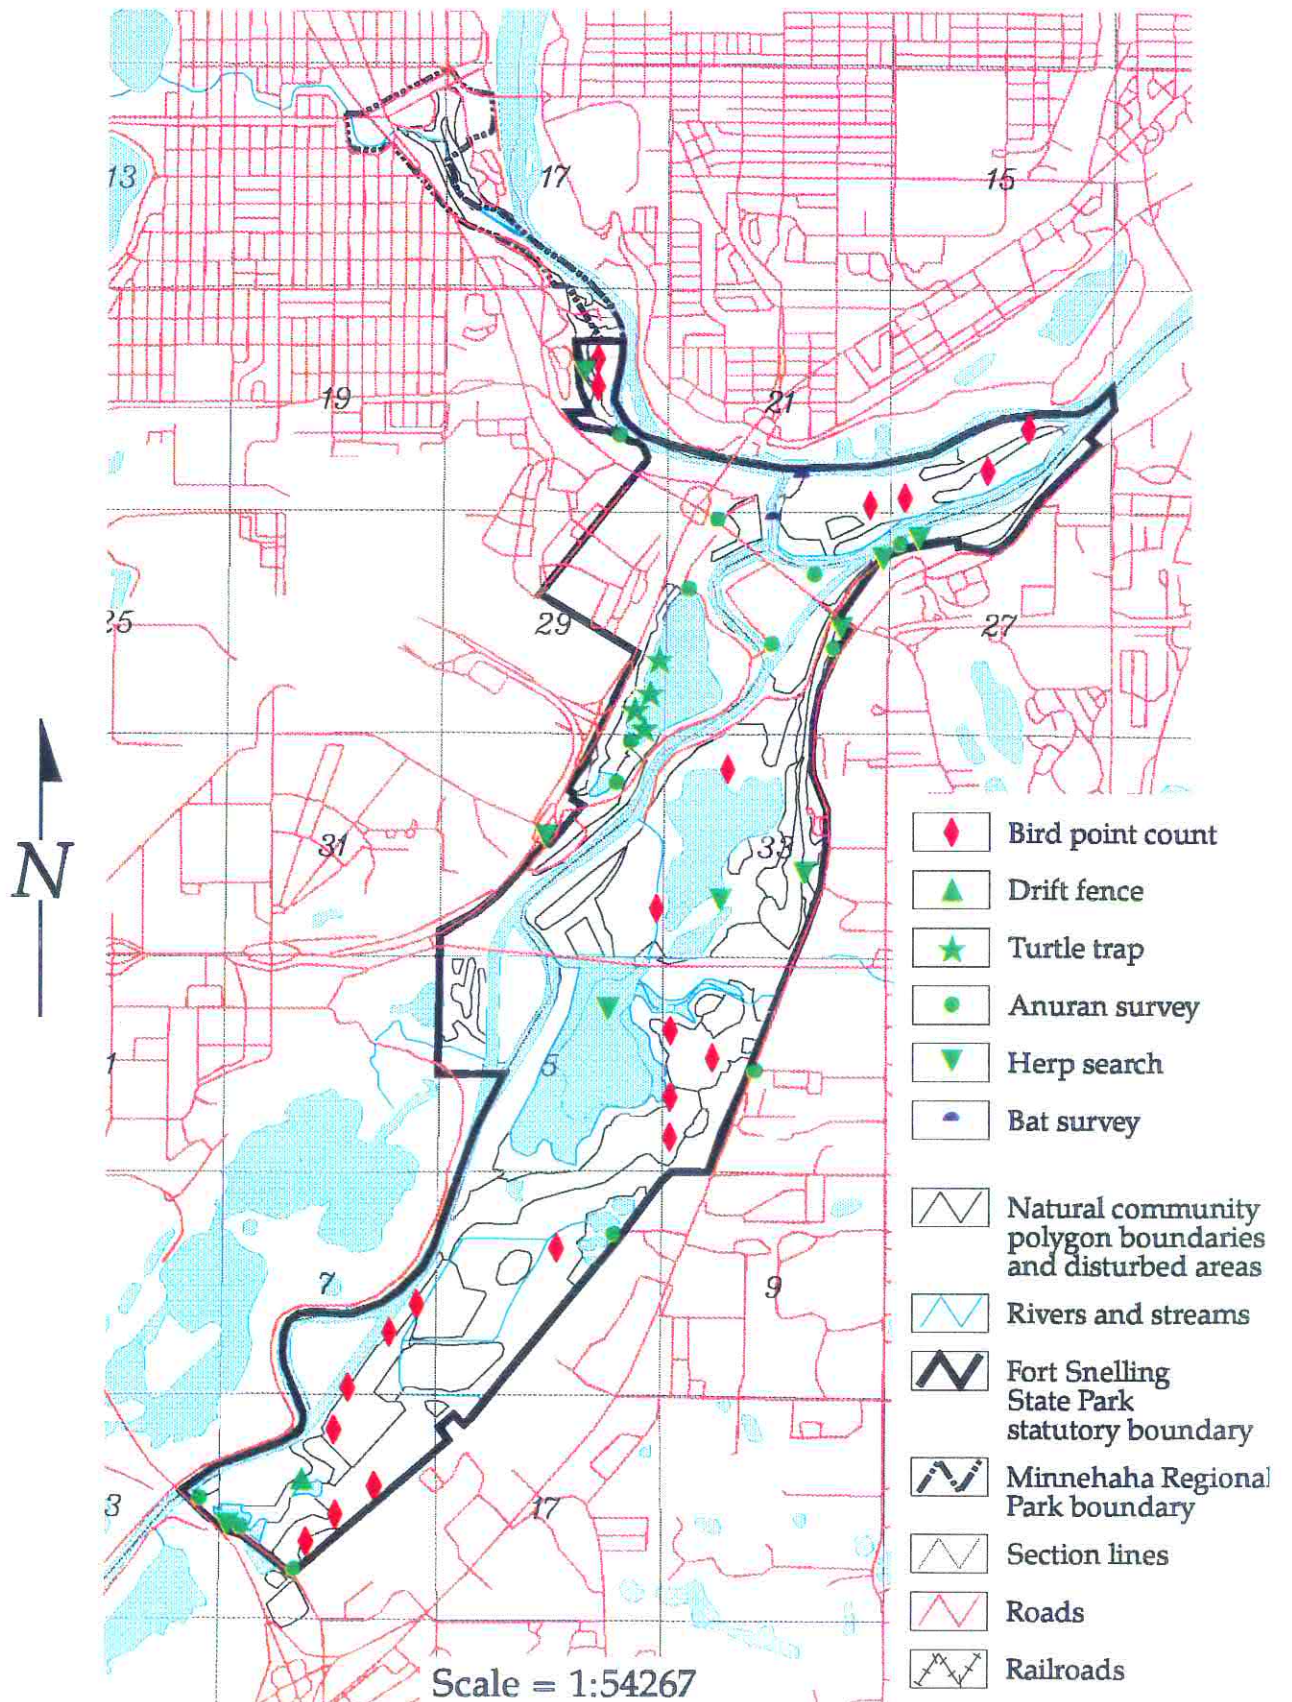 17
13
15
19
21
25
29
27
31
33
N
Bird point count
Drift fence
Turtle trap
Anuran survey
Herp search
Bat survey
1
5
Natural community
polygon boundaries
and disturbed areas
7
9
Rivers and streams
Fort Snelling
State Park
statutory boundary
Minnehaha Regional
Park boundary
3
17
Section lines
Roads
Railroads
Scale = 1:54267